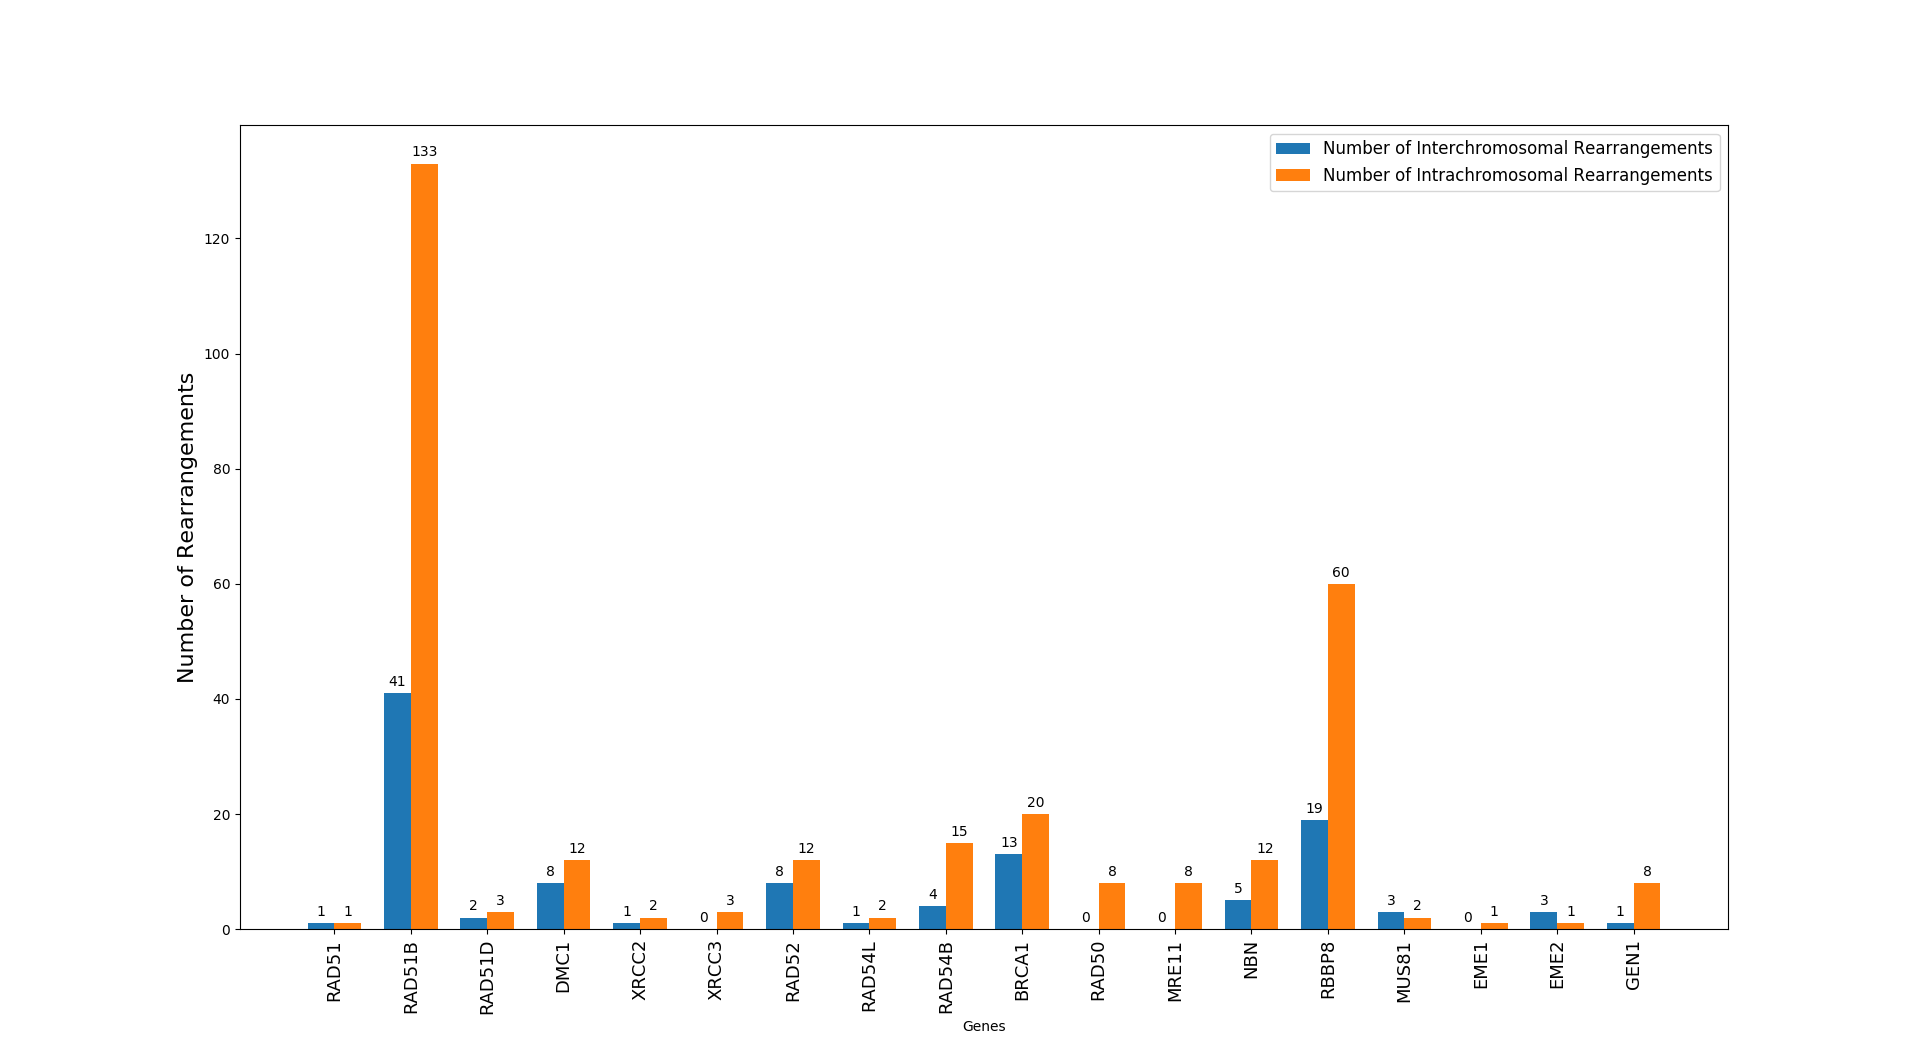 Number of Interchromosomal Rearrangements
Number of Intrachromosomal Rearrangements
Number of Rearrangements
120
100
80
60
40
20
0
1 1
41 133
2 3
8 12
1 2
0 3
8 12
1 2
4 15
13 20
0 8
0 8
5 12
19 60
3 2
0 1
3 1
1 8
RAD51
RAD51B
RAD51D
DMC1
XRCC2
XRCC3
RAD52
RAD54L
RAD54B
BRCA1
RAD50
MRE11
NBN
RBBP8
MUS81
EME1
EME2
GEN1
Genes